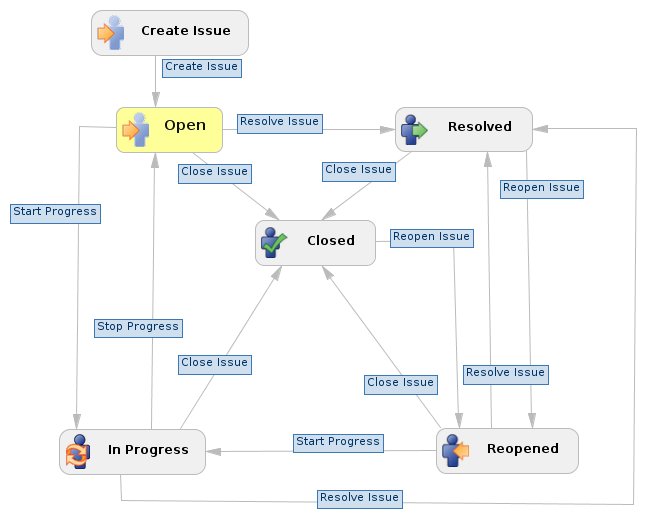 Create Issue
Create Issue
Open
Resolve Issue
Resolved
Close Issue
Close Issue
Reopen Issue
Start Progress
Closed
Reopen Issue
Stop Progress
Close Issue
Close Issue
Resolve Issue
In Progress
Start Progress
Reopened
Resolve Issue